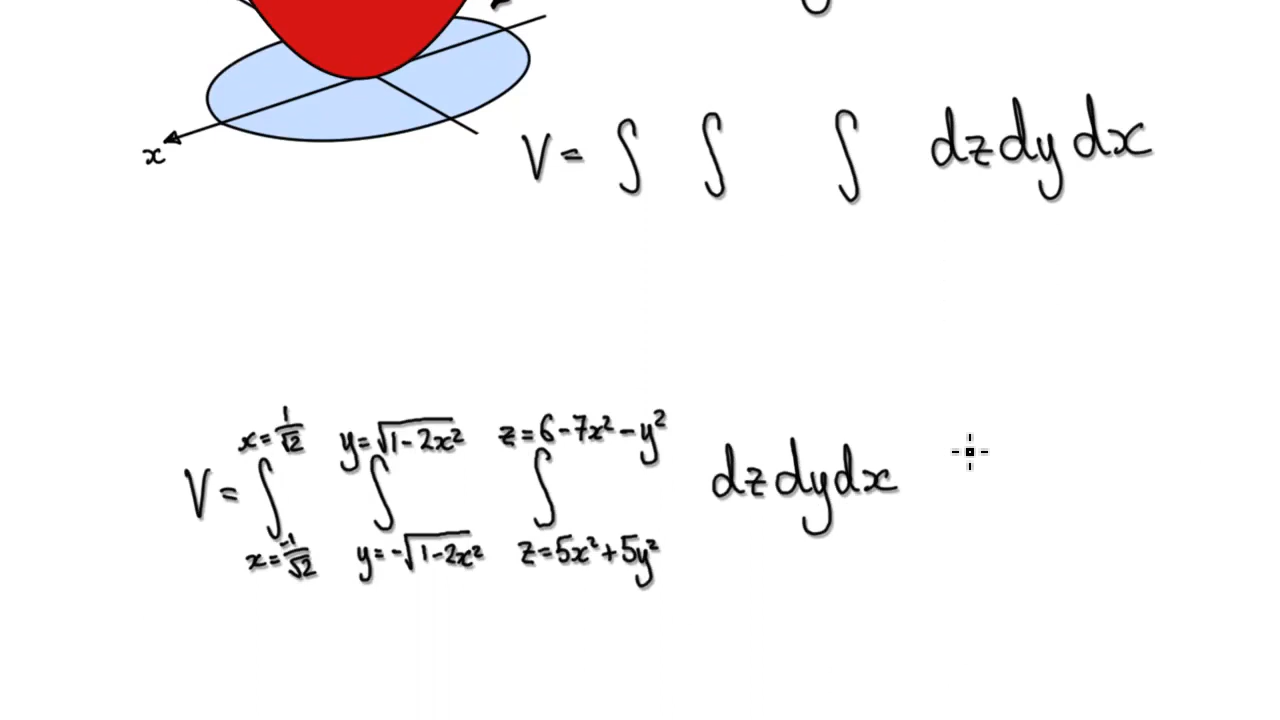 x
V = ∫ ∫ ∫ dz dy dx
x = 1/√2 y = √(1 - 2x²) z = 6 - 7x² - y²
V = ∫ ∫ ∫ dz dy dx
x = -1/√2 y = -√(1 - 2x²) z = 5x² + 5y²